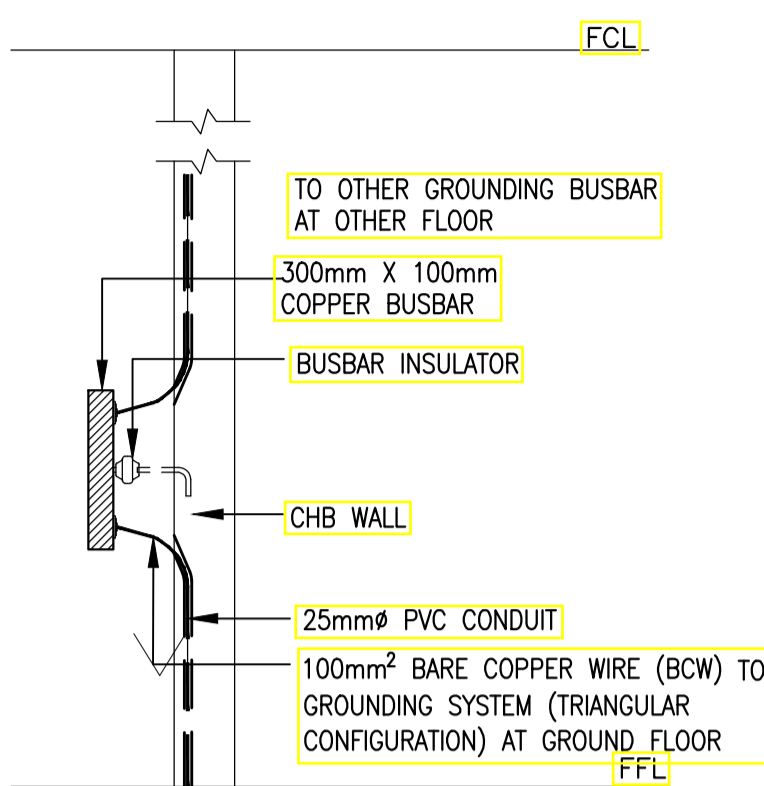 FCL
TO OTHER GROUNDING BUSBAR
AT OTHER FLOOR
300mm X 100mm
COPPER BUSBAR
BUSBAR INSULATOR
CHB WALL
25mmø PVC CONDUIT
100mm² BARE COPPER WIRE (BCW) TO
GROUNDING SYSTEM (TRIANGULAR
CONFIGURATION) AT GROUND FLOOR
FFL